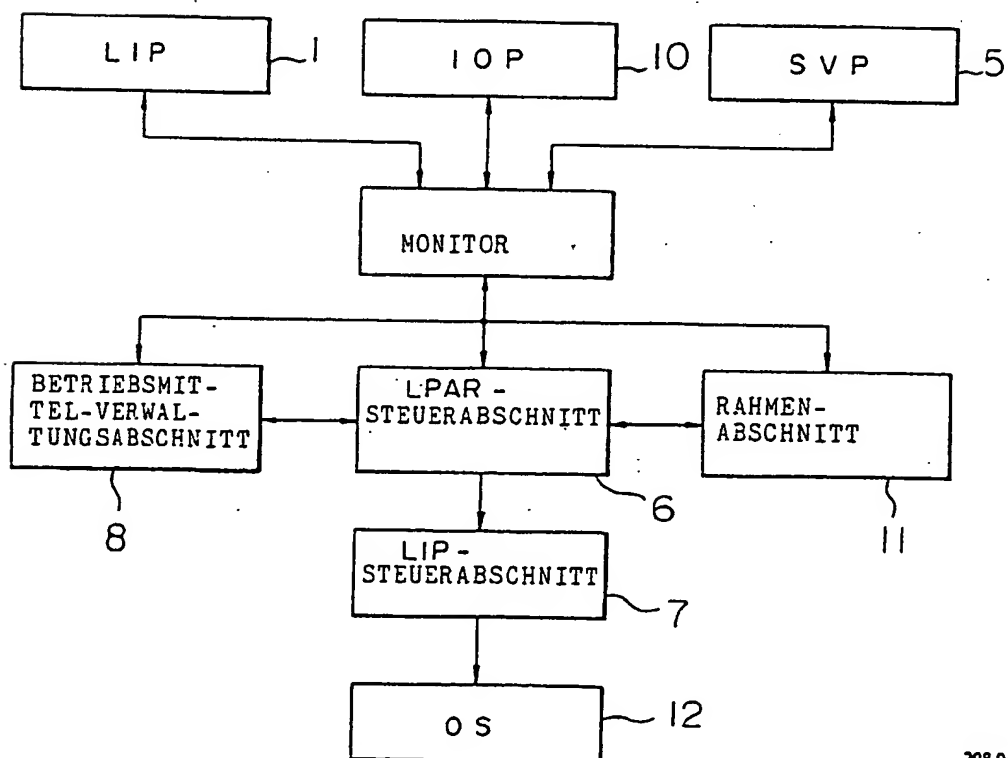 LIP
1
IOP
10
SVP
5
MONITOR
BETRIEBSMIT-
TEL-VERWAL-
TUNGSABSCHNITT
8
LPAR-
STEUERABSCHNITT
6
RAHMEN-
ABSCHNITT
11
LIP-
STEUERABSCHNITT
7
OS
12